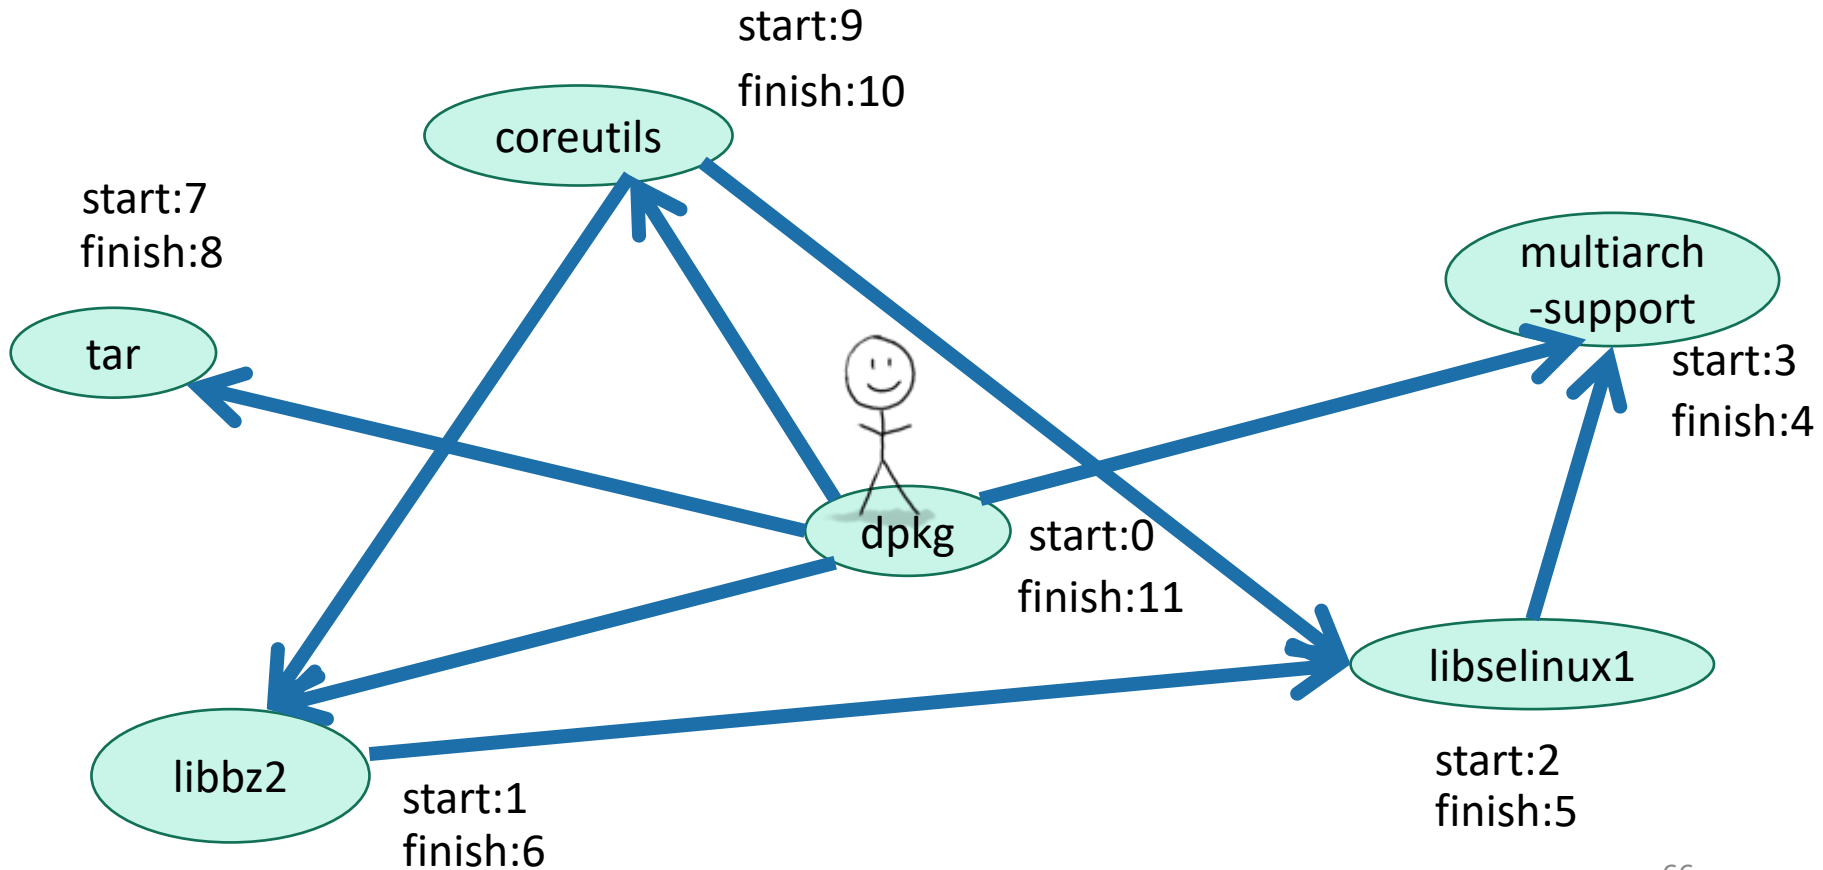 start:9
finish:10
coreutils
start:7
finish:8
multiarch
-support
tar
start:3
finish:4
dpkg
start:0
finish:11
libselinux1
libbz2
start:1
finish:6
start:2
finish:5